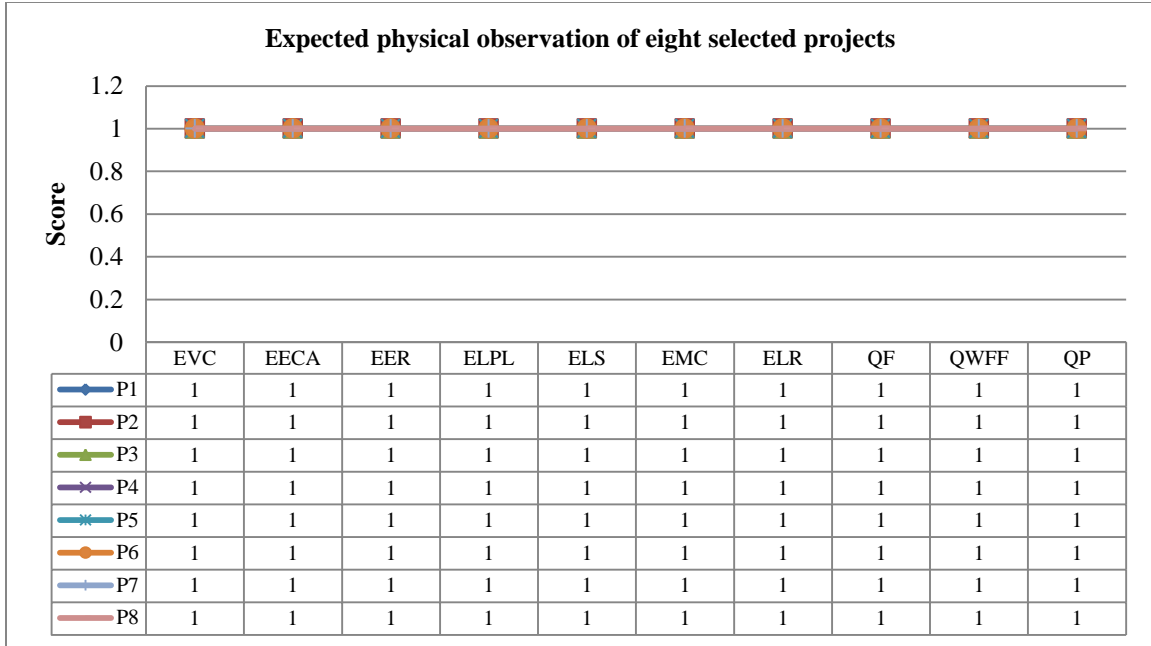 Expected physical observation of eight selected projects
Score
1.2
1
0.8
0.6
0.4
0.2
0
EVC EECA EER ELPL ELS EMC ELR QF QWFF QP
P1 1 1 1 1 1 1 1 1 1 1
P2 1 1 1 1 1 1 1 1 1 1
P3 1 1 1 1 1 1 1 1 1 1
P4 1 1 1 1 1 1 1 1 1 1
P5 1 1 1 1 1 1 1 1 1 1
P6 1 1 1 1 1 1 1 1 1 1
P7 1 1 1 1 1 1 1 1 1 1
P8 1 1 1 1 1 1 1 1 1 1